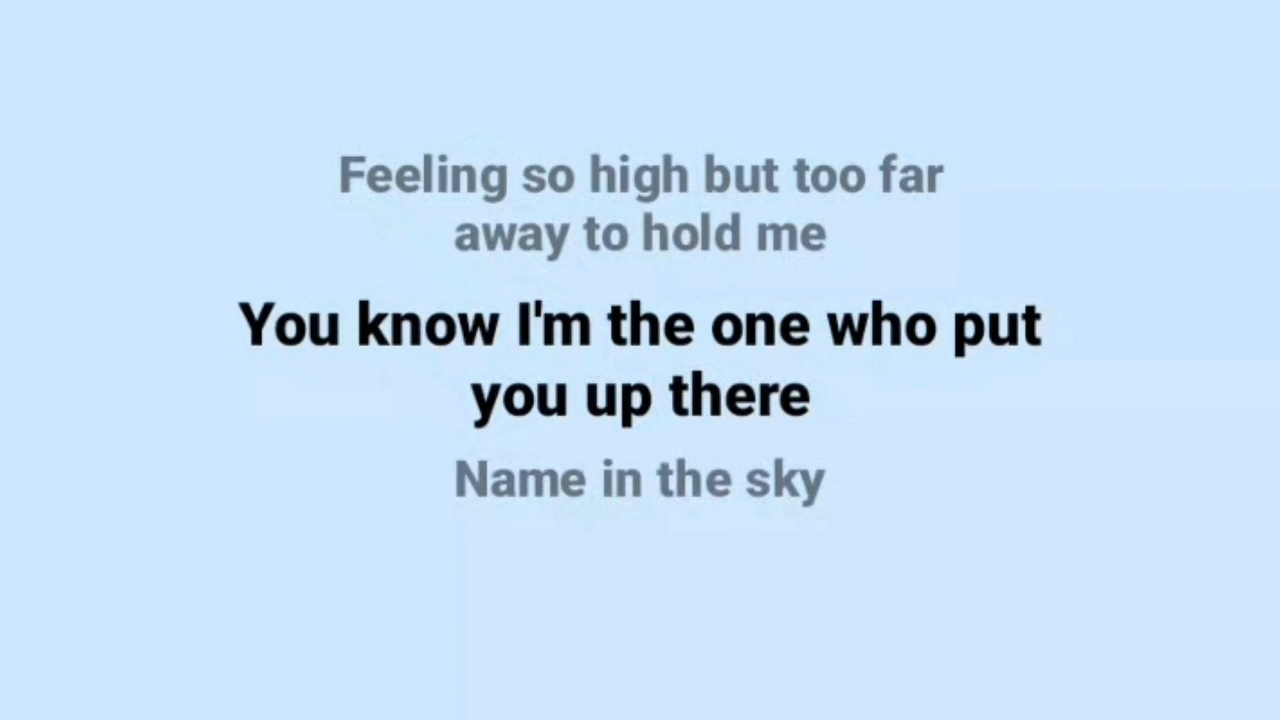 Feeling so high but too far
away to hold me
You know I'm the one who put
you up there
Name in the sky